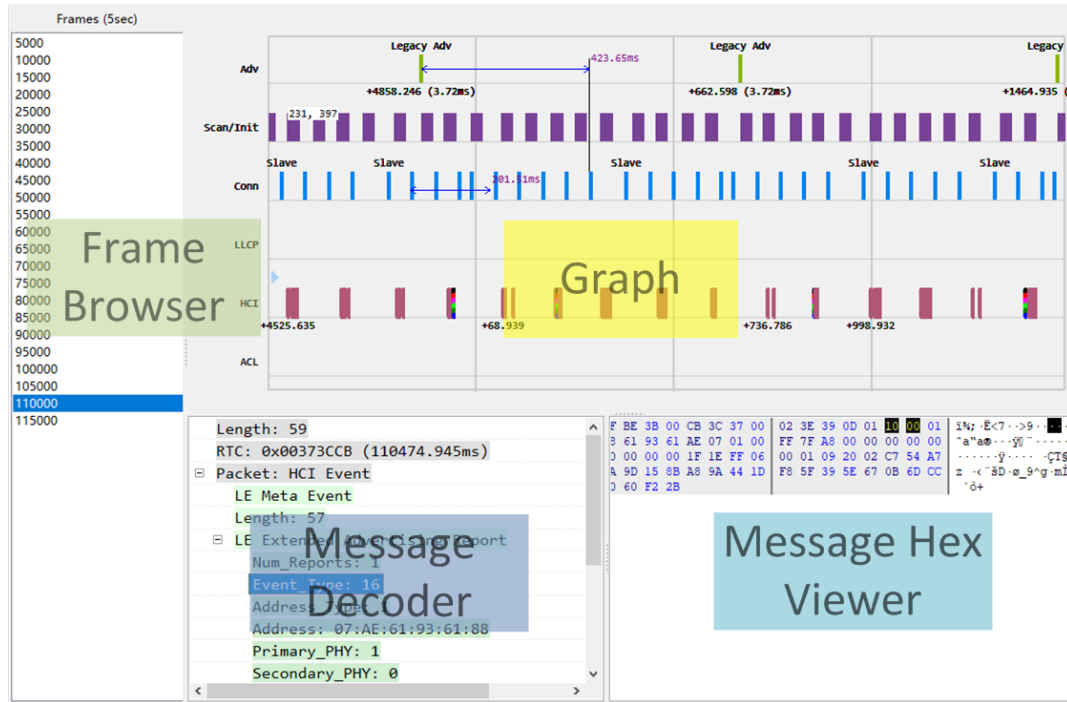 Frames (5sec)
5000
10000
15000
20000
25000
30000
35000
40000
45000
50000
55000
60000
65000
70000
75000
80000
85000
90000
95000
100000
105000
110000
115000
Frame
Browser
Legacy Adv
Legacy Adv
Legacy
423.65ms
Adv
+4858.246 (3.72ms)
+662.598 (3.72ms)
+1464.935 (
231, 397
Scan/Init
Slave
Slave
Slave
Slave
Slave
201.51ms
Conn
LLCP
Graph
HCI
+4525.635
+68.939
+736.786
+998.932
ACL
Length: 59
RTC: 0x00373CCB (110474.945ms)
Packet: HCI Event
LE Meta Event
Length: 57
LE Extended Advertising Report
Num_Reports: 1
Event_Type: 16
Address_Type: 1
Address: 07:AE:61:93:61:88
Primary_PHY: 1
Secondary_PHY: 0
Message
Decoder
F BE 3B 00 CB 3C 37 00 02 3E 39 0D 01 10 00 01
8 61 93 61 AE 07 01 00 FF 7F A8 00 00 00 00 00
0 00 00 00 1F 1E FF 06 00 01 09 20 02 C7 54 A7
A 9D 15 8B A8 9A 44 1D F8 5F 39 5E 67 0B 6D CC
0 60 F2 2B
Message Hex
Viewer